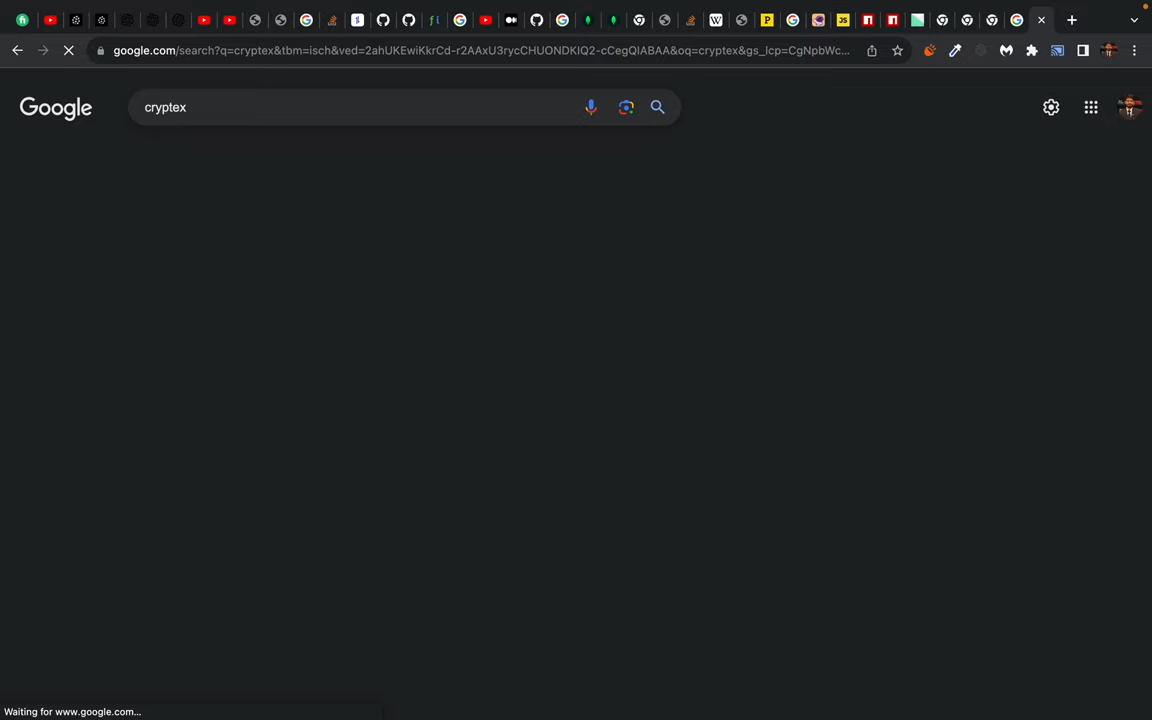 google.com/search?q=cryptex&tbm=isch&ved=2ahUKEwiKkrCd-r2AAxU3rycCHUONDKIQ2-cCegQIABAA&oq=cryptex&gs_lcp=CgNpbWc...
Google
cryptex
Waiting for www.google.com...